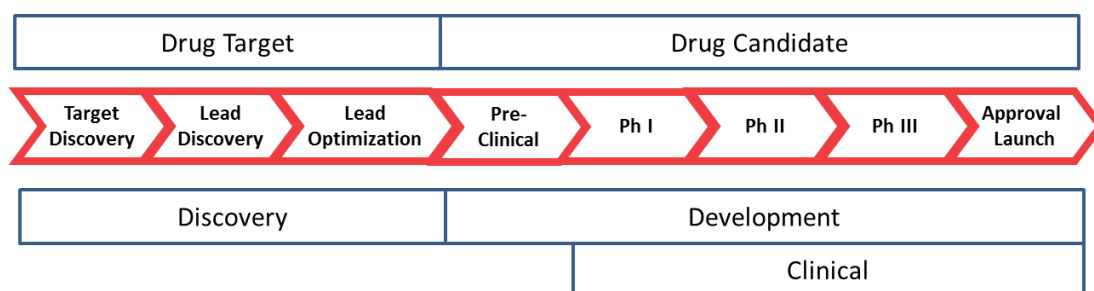 Drug Target
Drug Candidate
Target
Discovery
Lead
Discovery
Lead
Optimization
Pre-
Clinical
Ph I
Ph II
Ph III
Approval
Launch
Discovery
Development
Clinical